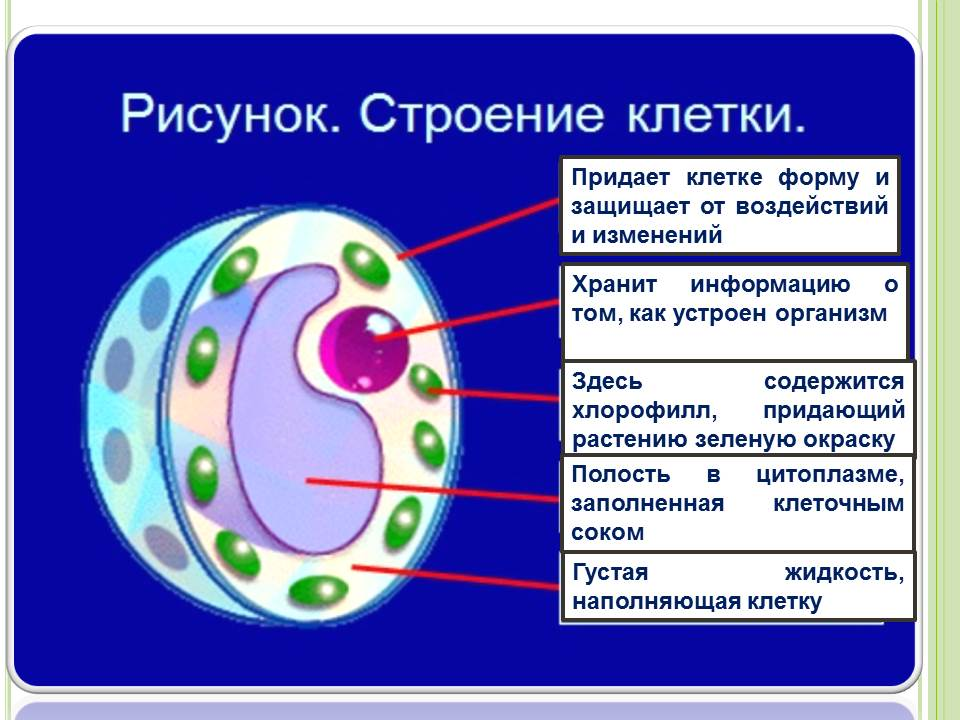 Рисунок. Строение клетки.
Придает клетке форму и
защищает от воздействий
и изменений
Хранит информацию о
том, как устроен организм
Здесь содержится
хлорофилл, придающий
растению зеленую окраску
Полость в цитоплазме,
заполненная клеточным
соком
Густая жидкость,
наполняющая клетку